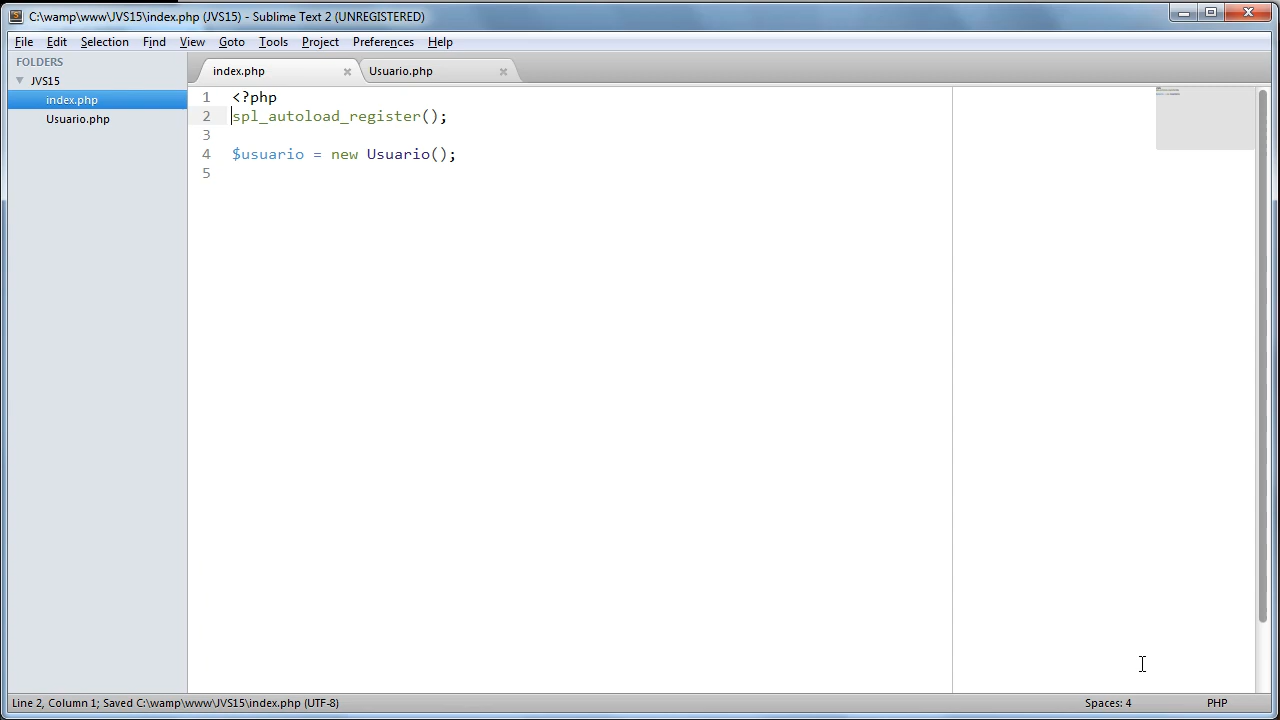 C:\wamp\www\JVS15\index.php (JVS15) - Sublime Text 2 (UNREGISTERED)
File Edit Selection Find View Goto Tools Project Preferences Help
FOLDERS
JVS15
index.php
Usuario.php
index.php Usuario.php
1 <?php
2 spl_autoload_register();
3
4 $usuario = new Usuario();
5
Line 2, Column 1; Saved C:\wamp\www\JVS15\index.php (UTF-8) Spaces: 4 PHP